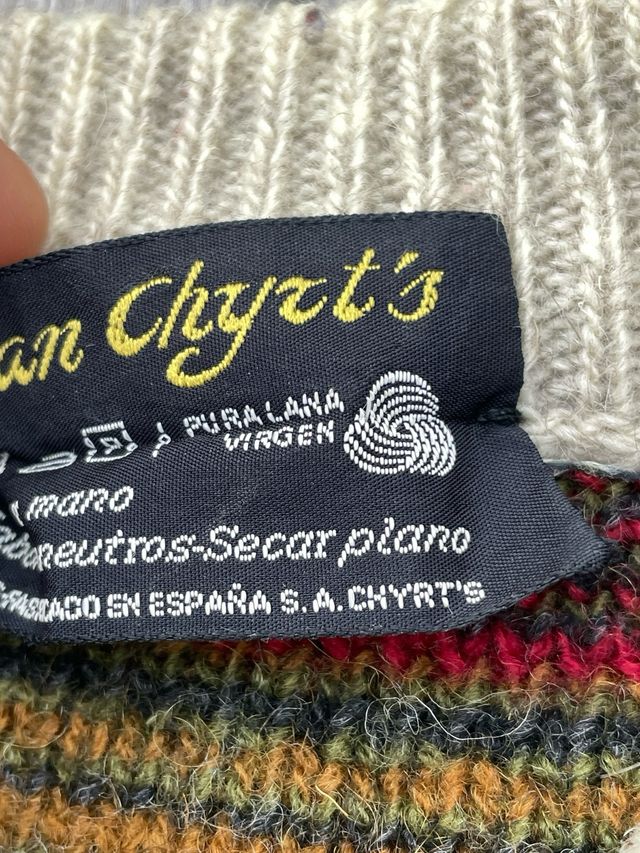 an Chyrt's
PURA LANA
VIRGEN
mano
neutros-Secar plano
FABRICADO EN ESPAÑA S.A. CHYRT'S